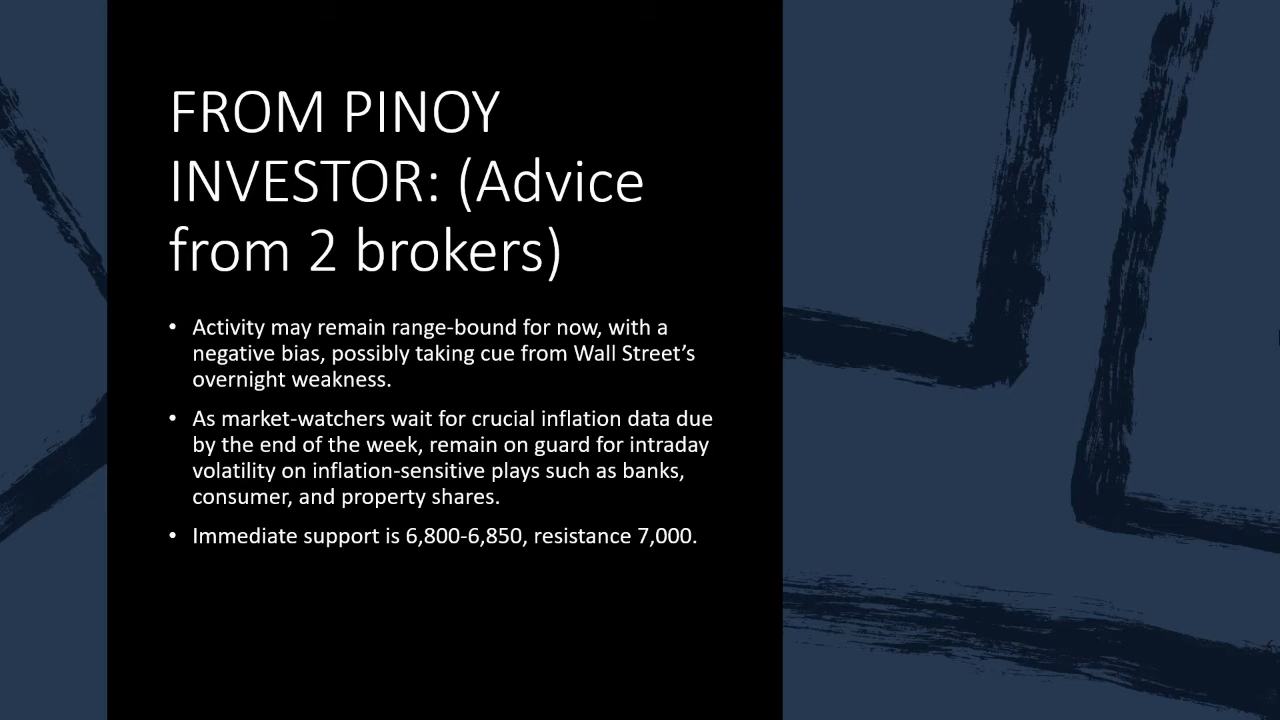 FROM PINOY
INVESTOR: (Advice
from 2 brokers)
• Activity may remain range-bound for now, with a
negative bias, possibly taking cue from Wall Street’s
overnight weakness.
• As market-watchers wait for crucial inflation data due
by the end of the week, remain on guard for intraday
volatility on inflation-sensitive plays such as banks,
consumer, and property shares.
• Immediate support is 6,800-6,850, resistance 7,000.